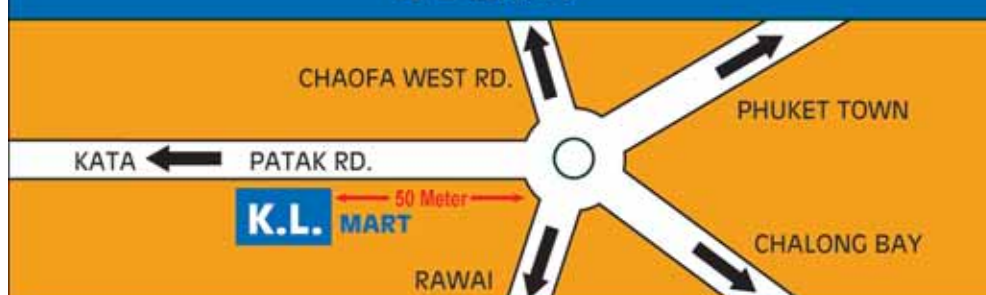 CHAOFA WEST RD.
PHUKET TOWN
KATA
PATAK RD.
50 Meter
K.L. MART
CHALONG BAY
RAWAI